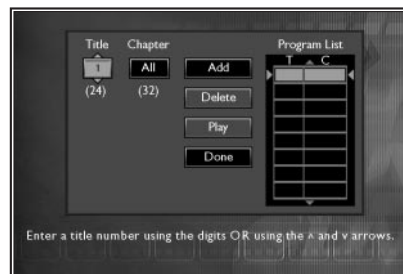 Title Chapter Program List
T C
1 All Add
(24) (32)
Delete
Play
Done
Enter a title number using the digits OR using the ʌ and v arrows.